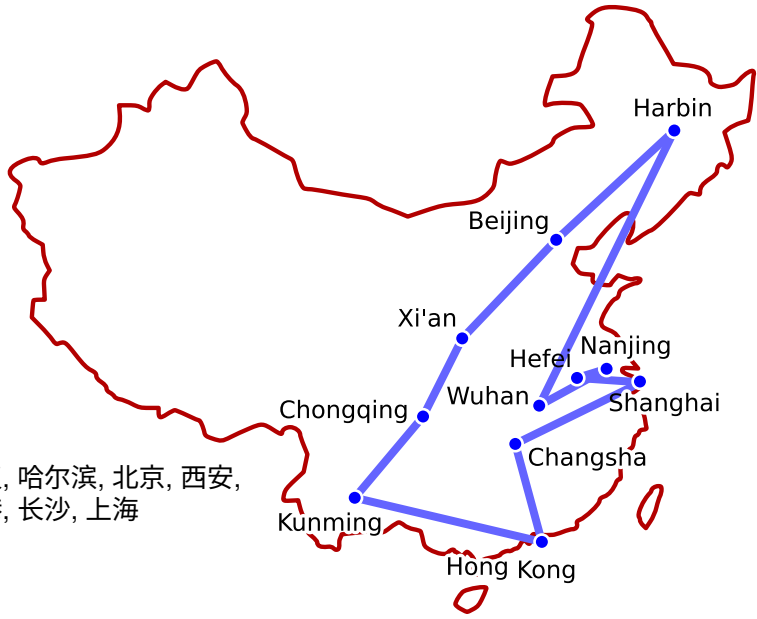 Harbin
Beijing
Xi'an
Hefei
Nanjing
Wuhan
Shanghai
Chongqing
Changsha
, 哈尔滨, 北京, 西安,
, 长沙, 上海
Kunming
Hong Kong